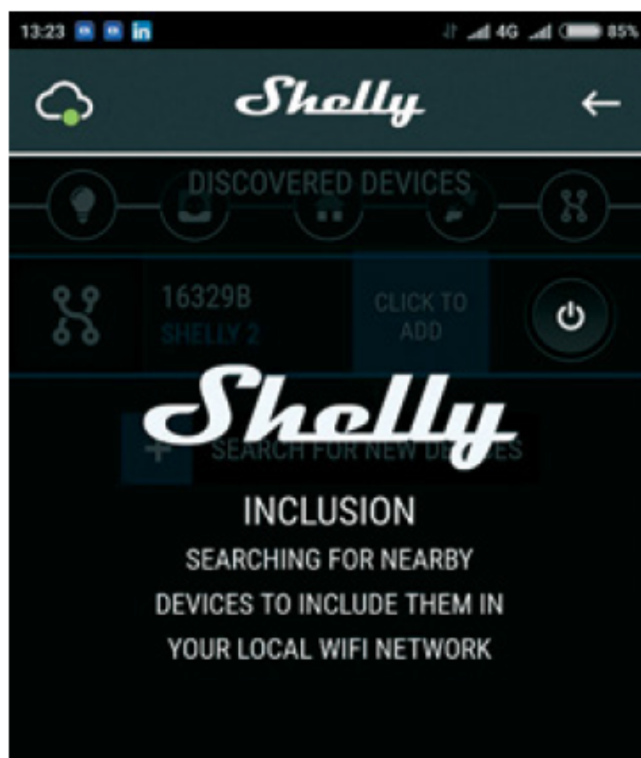 13:23 in 4G 85%
Shelly
DISCOVERED DEVICES
16329B
SHELLY 2
CLICK TO
ADD
Shelly
+ SEARCH FOR NEW DEVICES
INCLUSION
SEARCHING FOR NEARBY
DEVICES TO INCLUDE THEM IN
YOUR LOCAL WIFI NETWORK